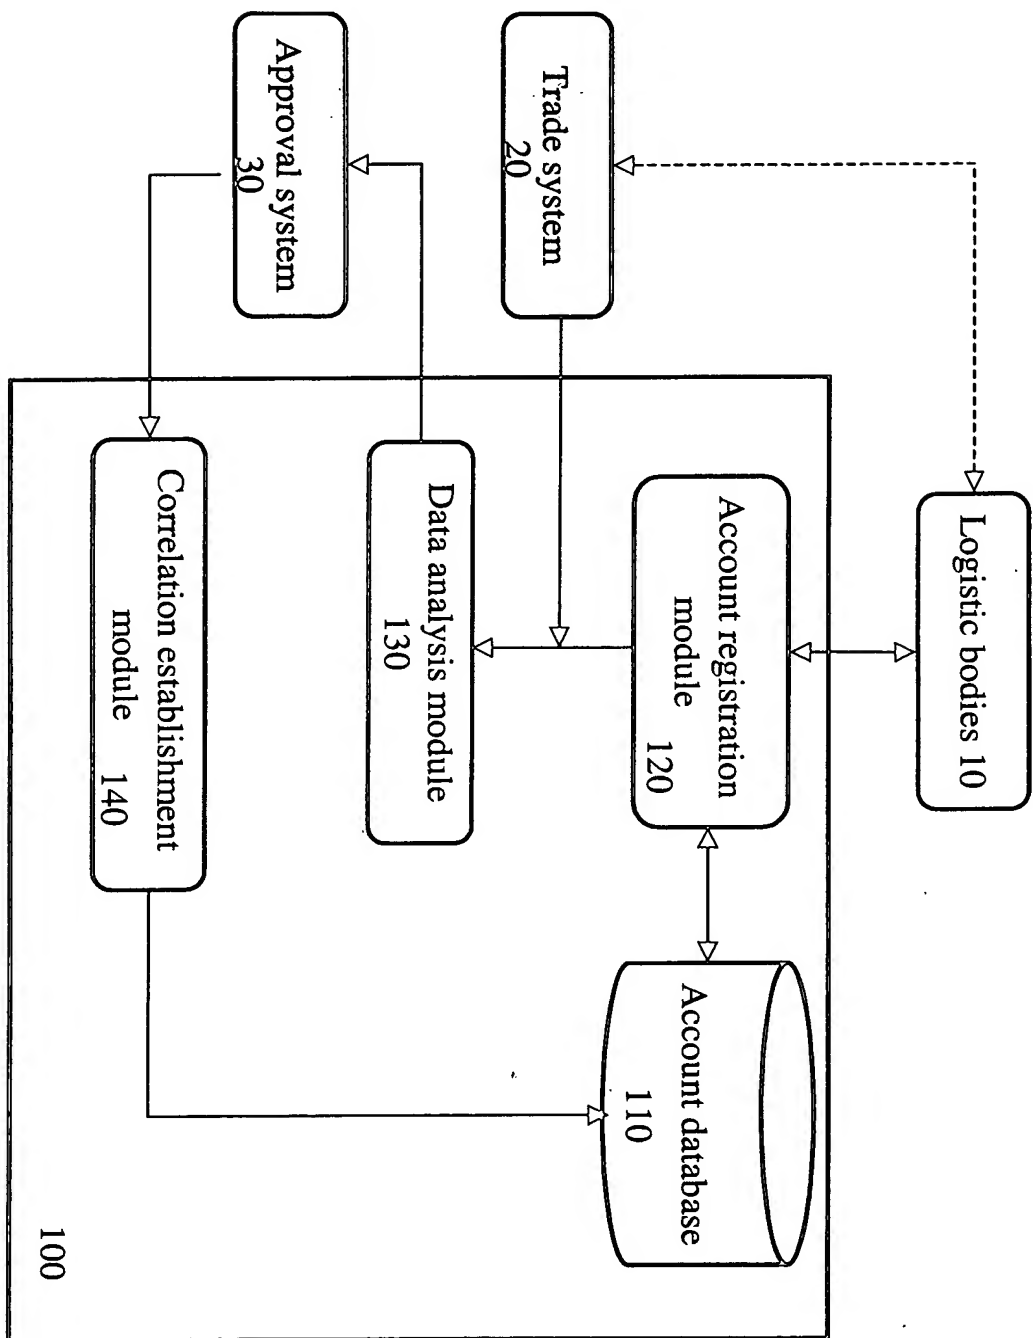 Logistic bodies 10
Trade system
20
Approval system
30
Account registration
module 120
Account database
110
Data analysis module
130
Correlation establishment
module 140
100